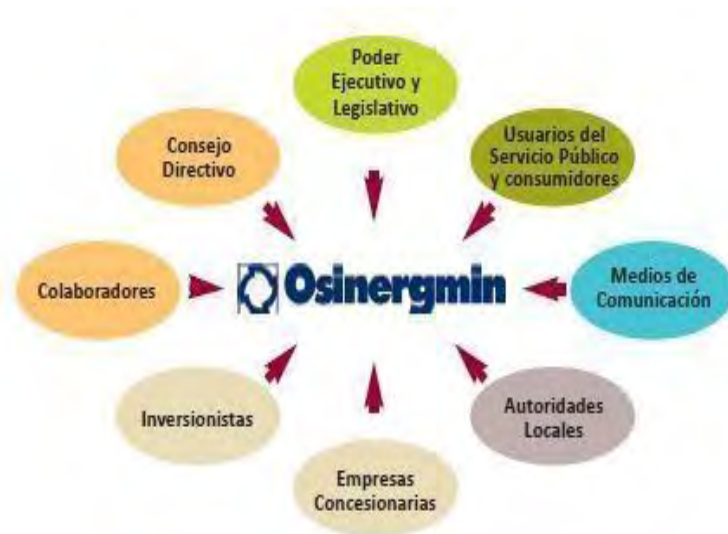 Poder
Ejecutivo y
Legislativo
Consejo
Directivo
Usuarios del
Servicio Público
y consumidores
Colaboradores
Osinergmin
Medios de
Comunicación
Inversionistas
Autoridades
Locales
Empresas
Concesionarias